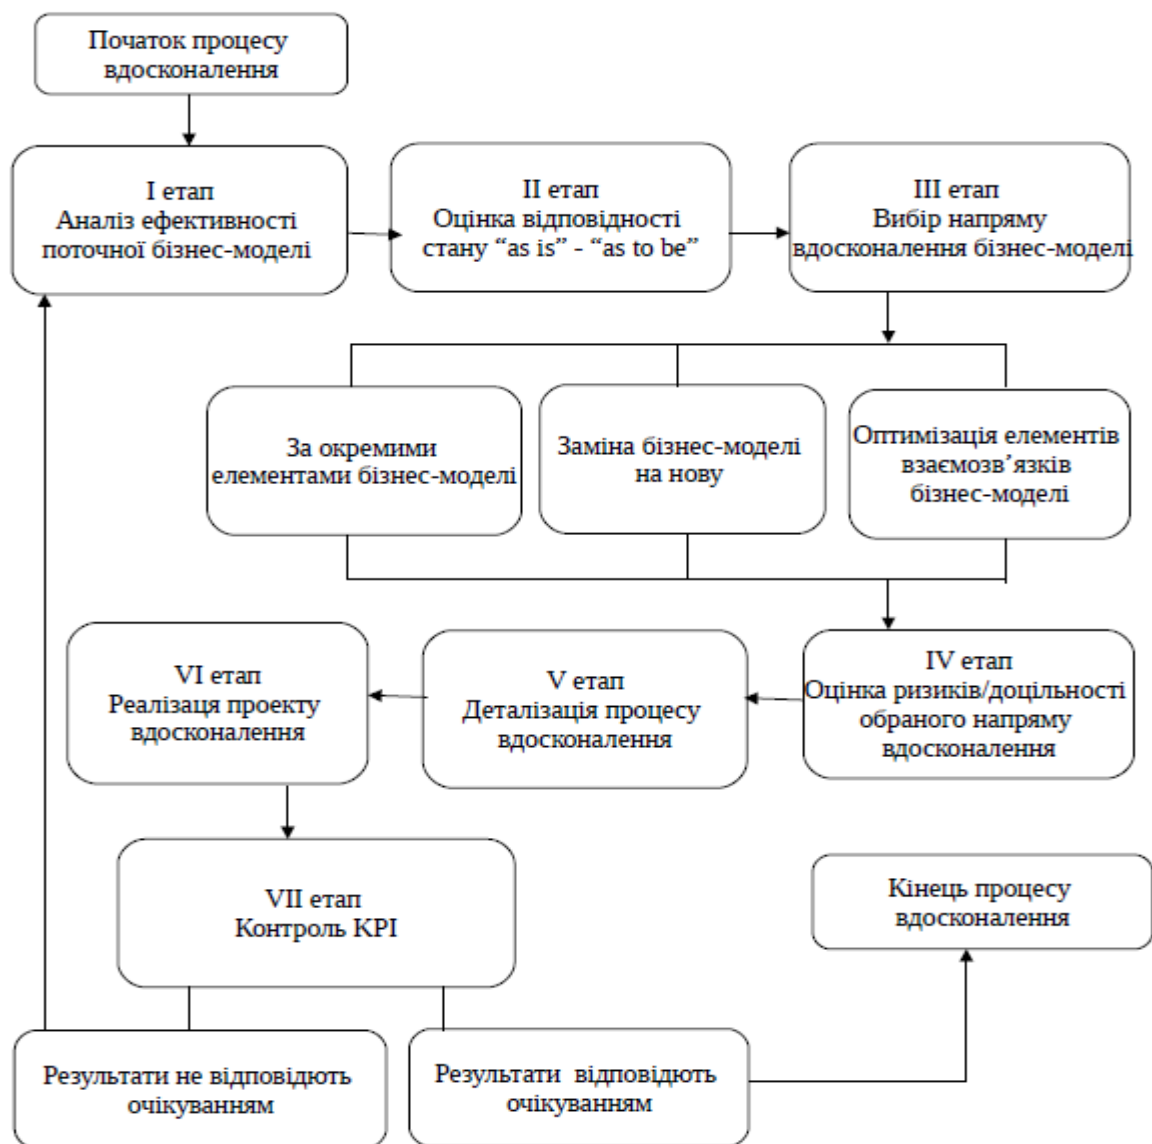 Початок процесу
вдосконалення
I етап
Аналіз ефективності
поточної бізнес-моделі
II етап
Оцінка відповідності
стану “as is” - “as to be”
III етап
Вибір напряму
вдосконалення бізнес-моделі
За окремими
елементами бізнес-моделі
Заміна бізнес-моделі
на нову
Оптимізація елементів
взаємозв’язків
бізнес-моделі
IV етап
Оцінка ризиків/доцільності
обраного напряму
вдосконалення
V етап
Деталізація процесу
вдосконалення
VI етап
Реалізаця проекту
вдосконалення
VII етап
Контроль KPI
Кінець процесу
вдосконалення
Результати не відповідють
очікуванням
Результати відповідють
очікуванням